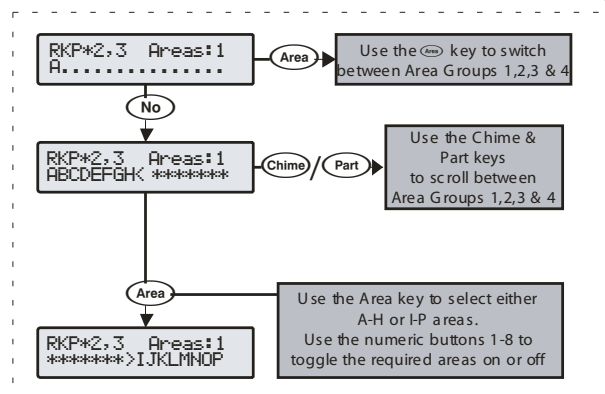 RKP*2,3 Areas:1
A...............
Area
Use the Area key to switch
between Area Groups 1,2,3 & 4
No
RKP*2,3 Areas:1
ABCDEFGH< *******
Chime / Part
Use the Chime &
Part keys
to scroll between
Area Groups 1,2,3 & 4
Area
Use the Area key to select either
A-H or I-P areas.
Use the numeric buttons 1-8 to
toggle the required areas on or off
RKP*2,3 Areas:1
*******>IJKLMNOP